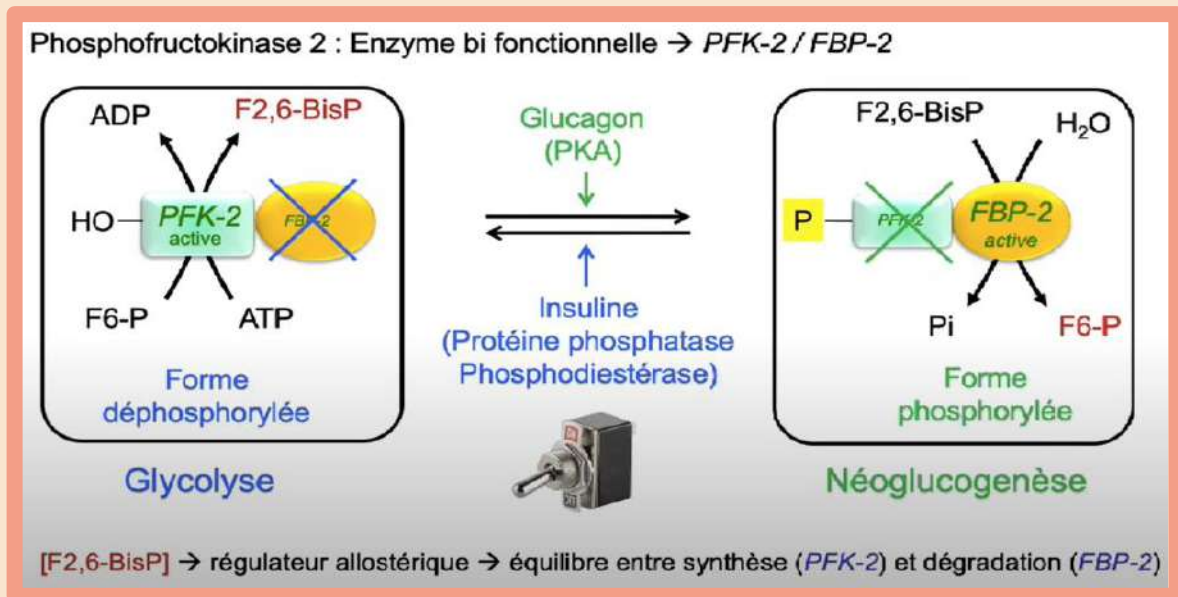 Phosphofructokinase 2 : Enzyme bi fonctionnelle → PFK-2 / FBP-2
ADP
F2,6-BisP
HO
PFK-2
active
FBP-2
F6-P
ATP
Forme
déphosphorylée
Glycolyse
Glucagon
(PKA)
Insuline
(Protéine phosphatase
Phosphodiestérase)
F2,6-BisP
H₂O
P
PFK-2
FBP-2
active
Pi
F6-P
Forme
phosphorylée
Néoglucogenèse
[F2,6-BisP] → régulateur allostérique → équilibre entre synthèse (PFK-2) et dégradation (FBP-2)